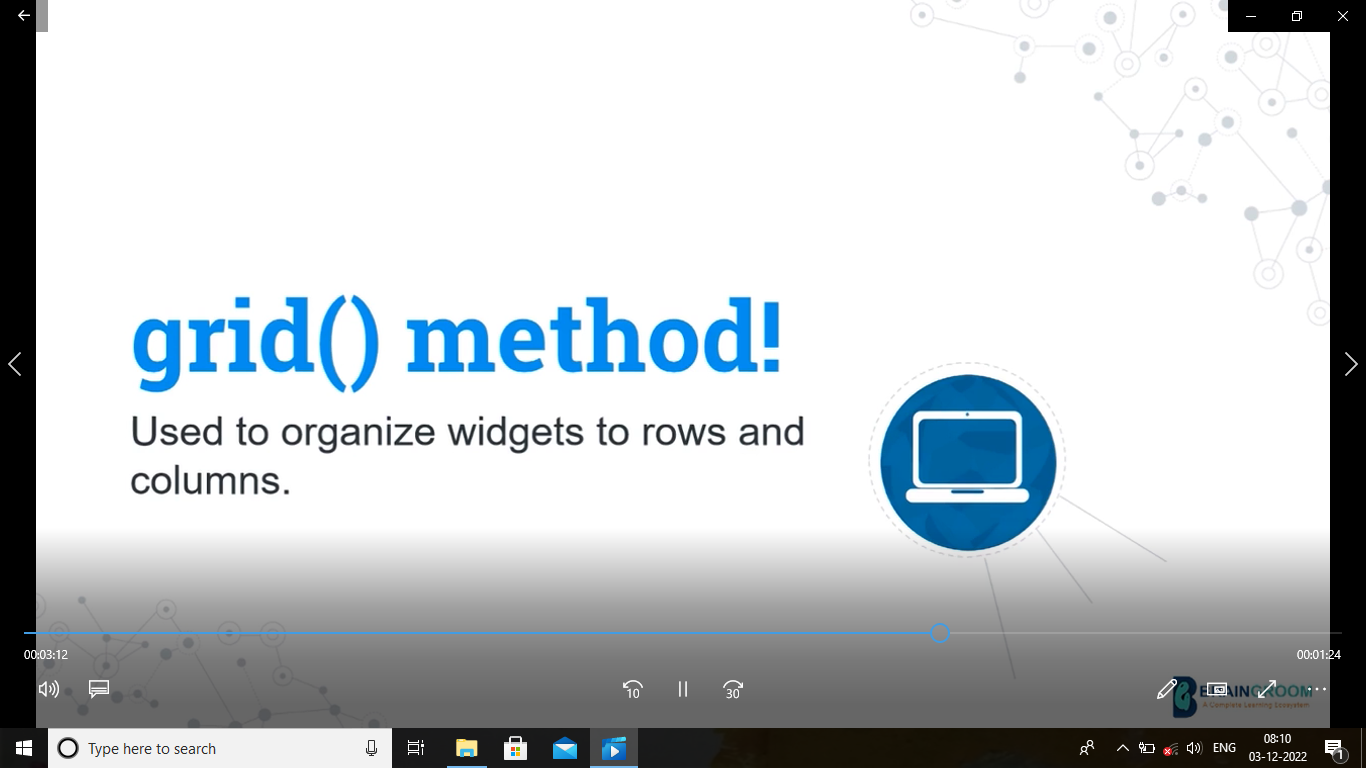 grid() method!
Used to organize widgets to rows and
columns.
00:03:12
00:01:24
10
30
BRAINGROOM
A Complete Learning Ecosystem
Type here to search
ENG
08:10
03-12-2022
1